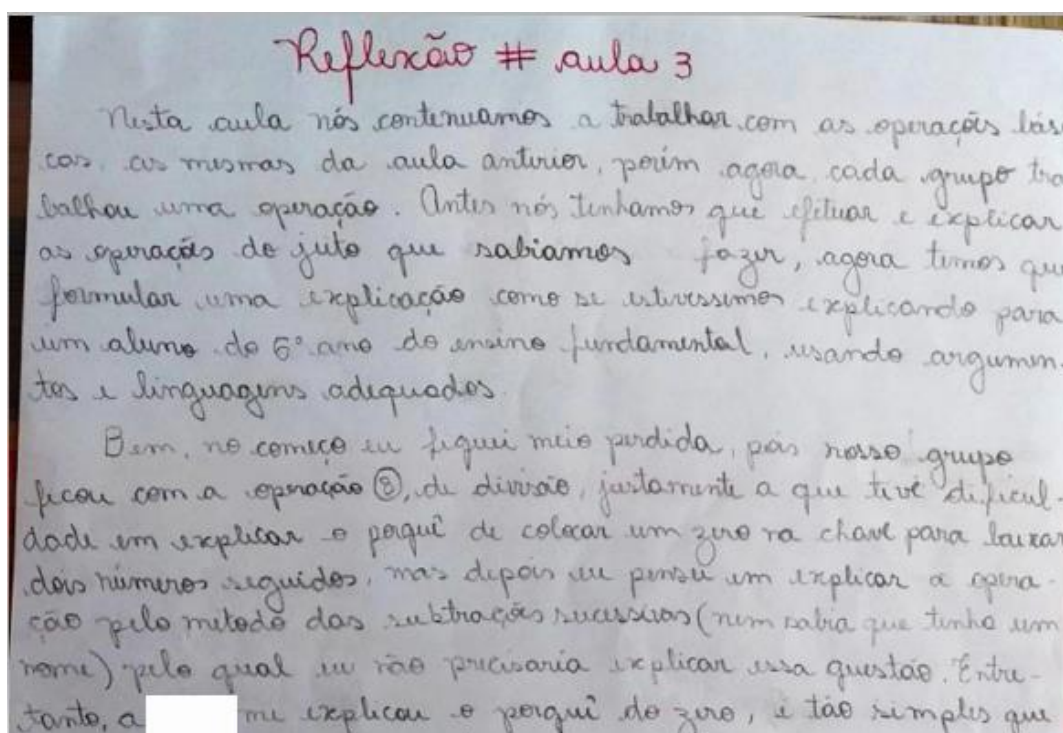 Reflexão # aula 3
Nesta aula nós continuamos a trabalhar com as operações bási
cas, as mesmas da aula anterior, porém agora cada grupo tra
balhou uma operação. Antes nós tenhamos que efetuar e explicar
as operações do juto que sabiamos fazer, agora temos que
formular uma explicação como se estivessimos explicando para
um aluno do 6º ano do ensino fundamental, usando argumen-
tos e linguagens adequados.
Bem, no começo eu fiquei meio perdida, pois nosso grupo
ficou com a operação ⑧, de divisão, justamente a que tive dificul-
dade em explicar o porquê de colocar um zero na chave para baixar
dois números seguidos, mas depois eu pensei em explicar a opera-
ção pelo metodo das subtrações sucessivas (nem sabia que tinha um
nome) pelo qual eu não precisaria explicar essa questão. Entre-
tanto, a me explicou o porquê do zero, é tão simples que